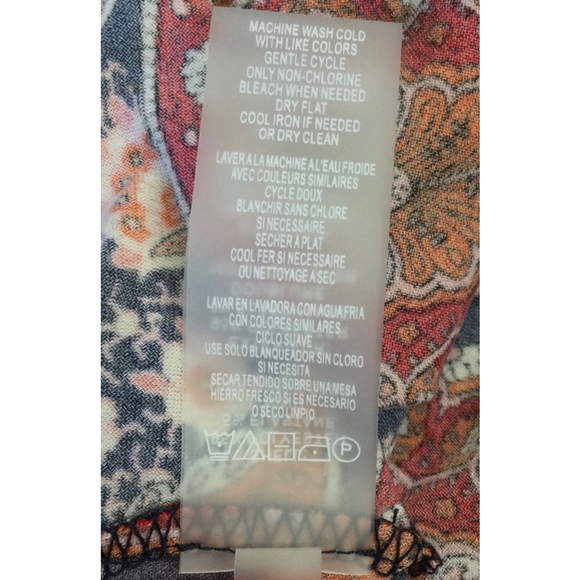 MACHINE WASH COLD
WITH LIKE COLORS
GENTLE CYCLE
ONLY NON-CHLORINE
BLEACH WHEN NEEDED
DRY FLAT
COOL IRON IF NEEDED
OR DRY CLEAN
LAVER A LA MACHINE A L'EAU FROIDE
AVEC COULEURS SIMILAIRES
CYCLE DOUX
BLANCHIR SANS CHLORE
SI NECESSAIRE
SECHER A PLAT
COOL FER SI NECESSAIRE
OU NETTOYAGE A SEC
LAVAR EN LAVADORA CON AGUA FRIA
CON COLORES SIMILARES
CICLO SUAVE
USE SOLO BLANQUEADOR SIN CLORO
SI NECESITA
SECAR TENDIDO SOBRE UNA MESA
HIERRO FRESCO SI ES NECESARIO
O SECO LIMPIO
P